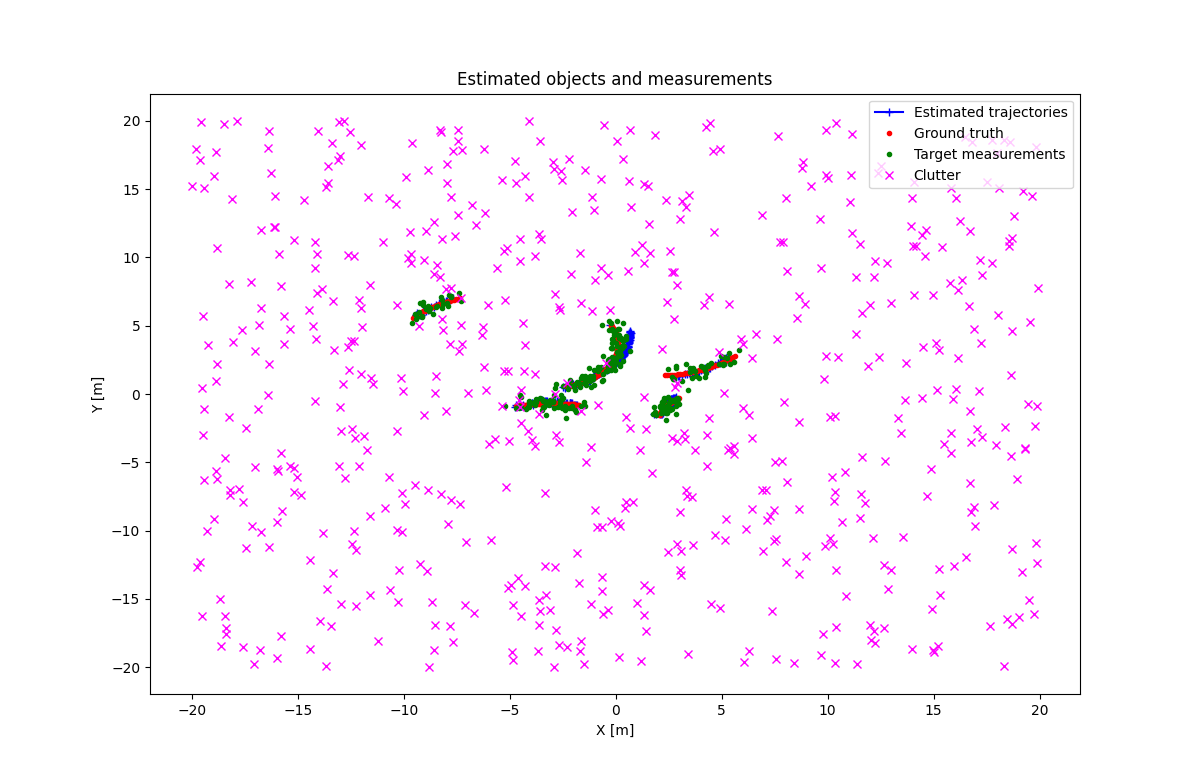 Estimated objects and measurements
Estimated trajectories
Ground truth
Target measurements
Clutter
20
15
10
5
0
−5
−10
−15
−20
Y [m]
−20 −15 −10 −5 0 5 10 15 20
X [m]